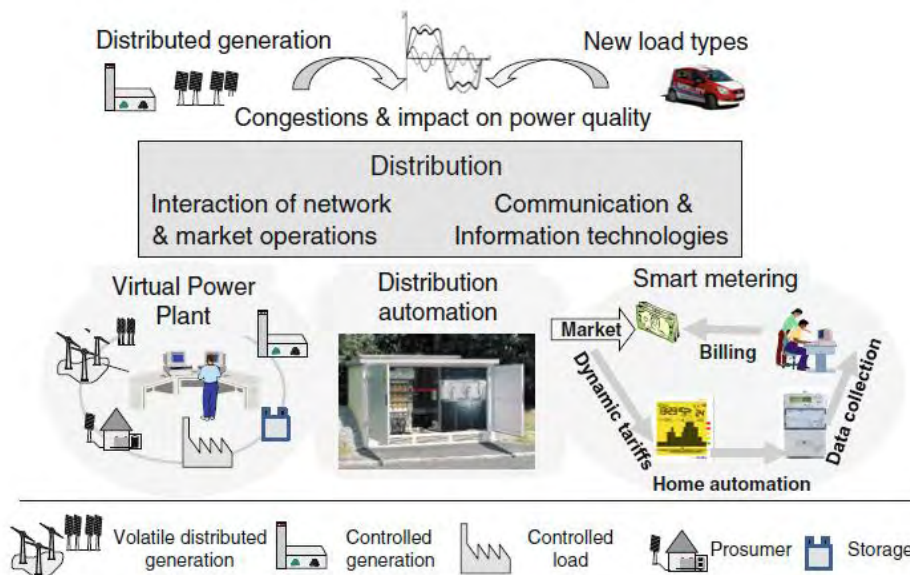 Distributed generation
New load types
Congestions & impact on power quality
Distribution
Interaction of network
& market operations
Communication &
Information technologies
Virtual Power
Plant
Distribution
automation
Smart metering
Market
Billing
Dynamic tariffs
Data collection
Home automation
Volatile distributed
generation
Controlled
generation
Controlled
load
Prosumer
Storage